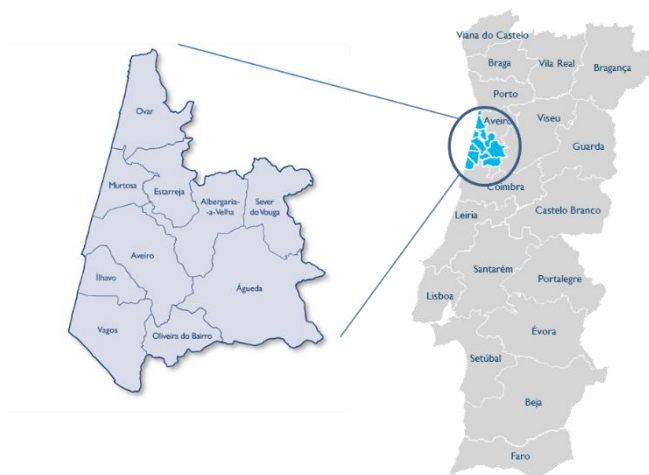 Ovar
Murtosa
Estarreja
Albergaria-
a-Velha
Sever
do Vouga
Aveiro
Ílhavo
Águeda
Vagos
Oliveira do Bairro
Viana do Castelo
Braga
Vila Real
Bragança
Porto
Aveiro
Viseu
Guarda
Coimbra
Leiria
Castelo Branco
Santarém
Portalegre
Lisboa
Évora
Setúbal
Beja
Faro